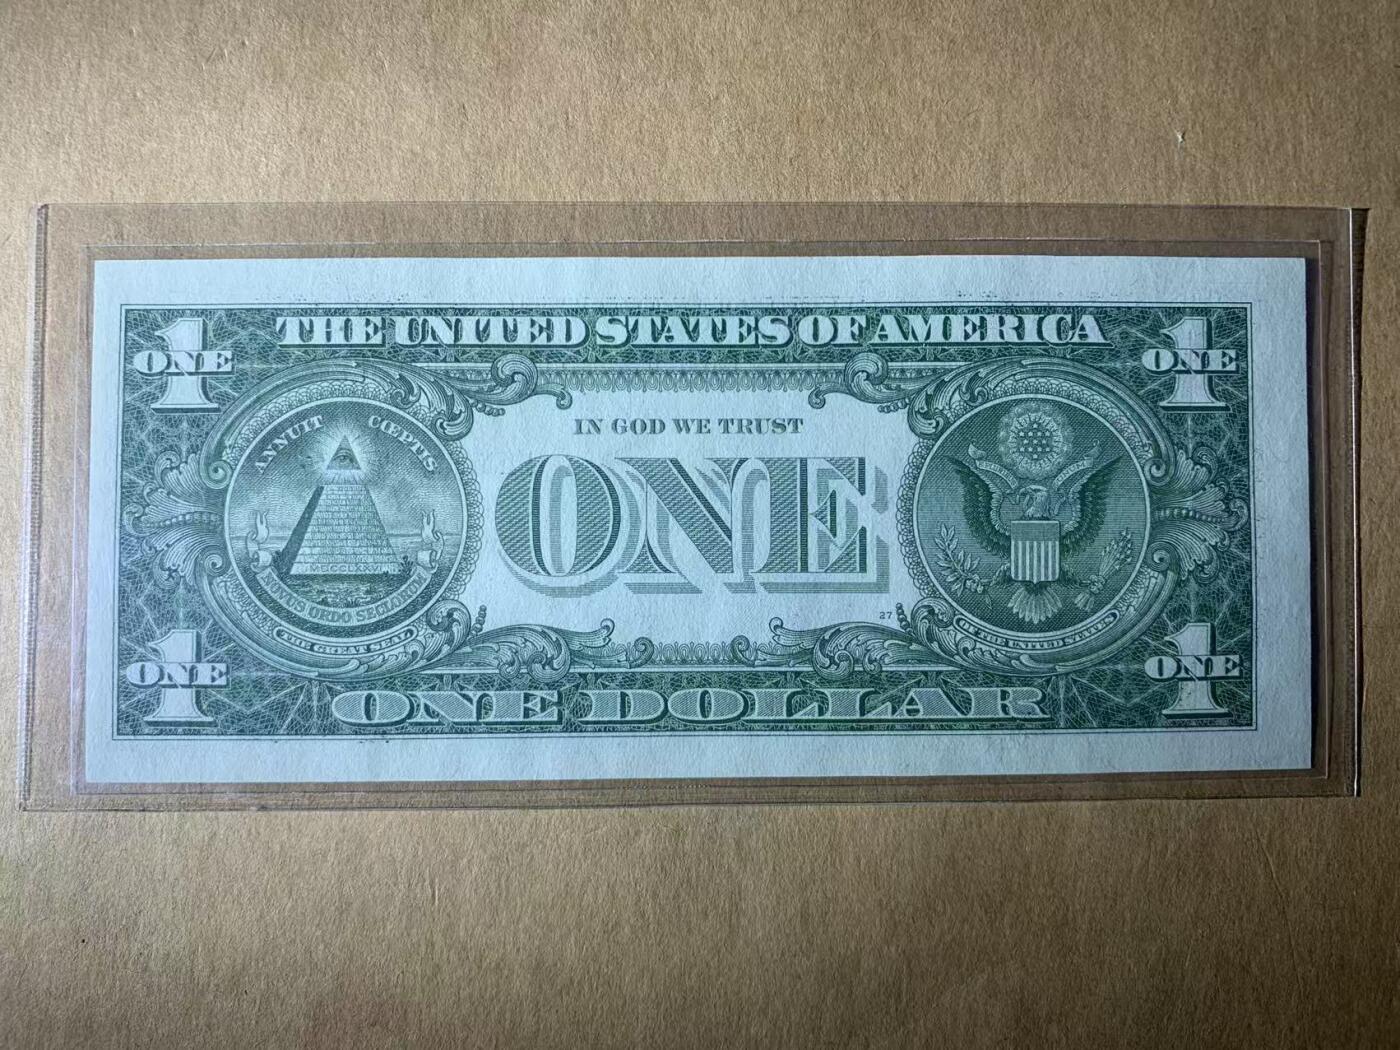 THE UNITED STATES OF AMERICA
ONE
1
ONE
1
IN GOD WE TRUST
ANNUIT CŒPTIS
ONE
MDCCLXXVI
NOVUS ORDO SECLORUM
THE GREAT SEAL
OF THE UNITED STATES
27
ONE
1
ONE
1
ONE DOLLAR